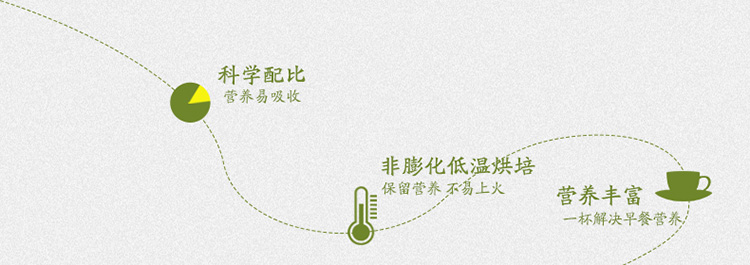 科学配比
营养易吸收
非膨化低温烘培
保留营养 不易上火
营养丰富
一杯解决早餐营养